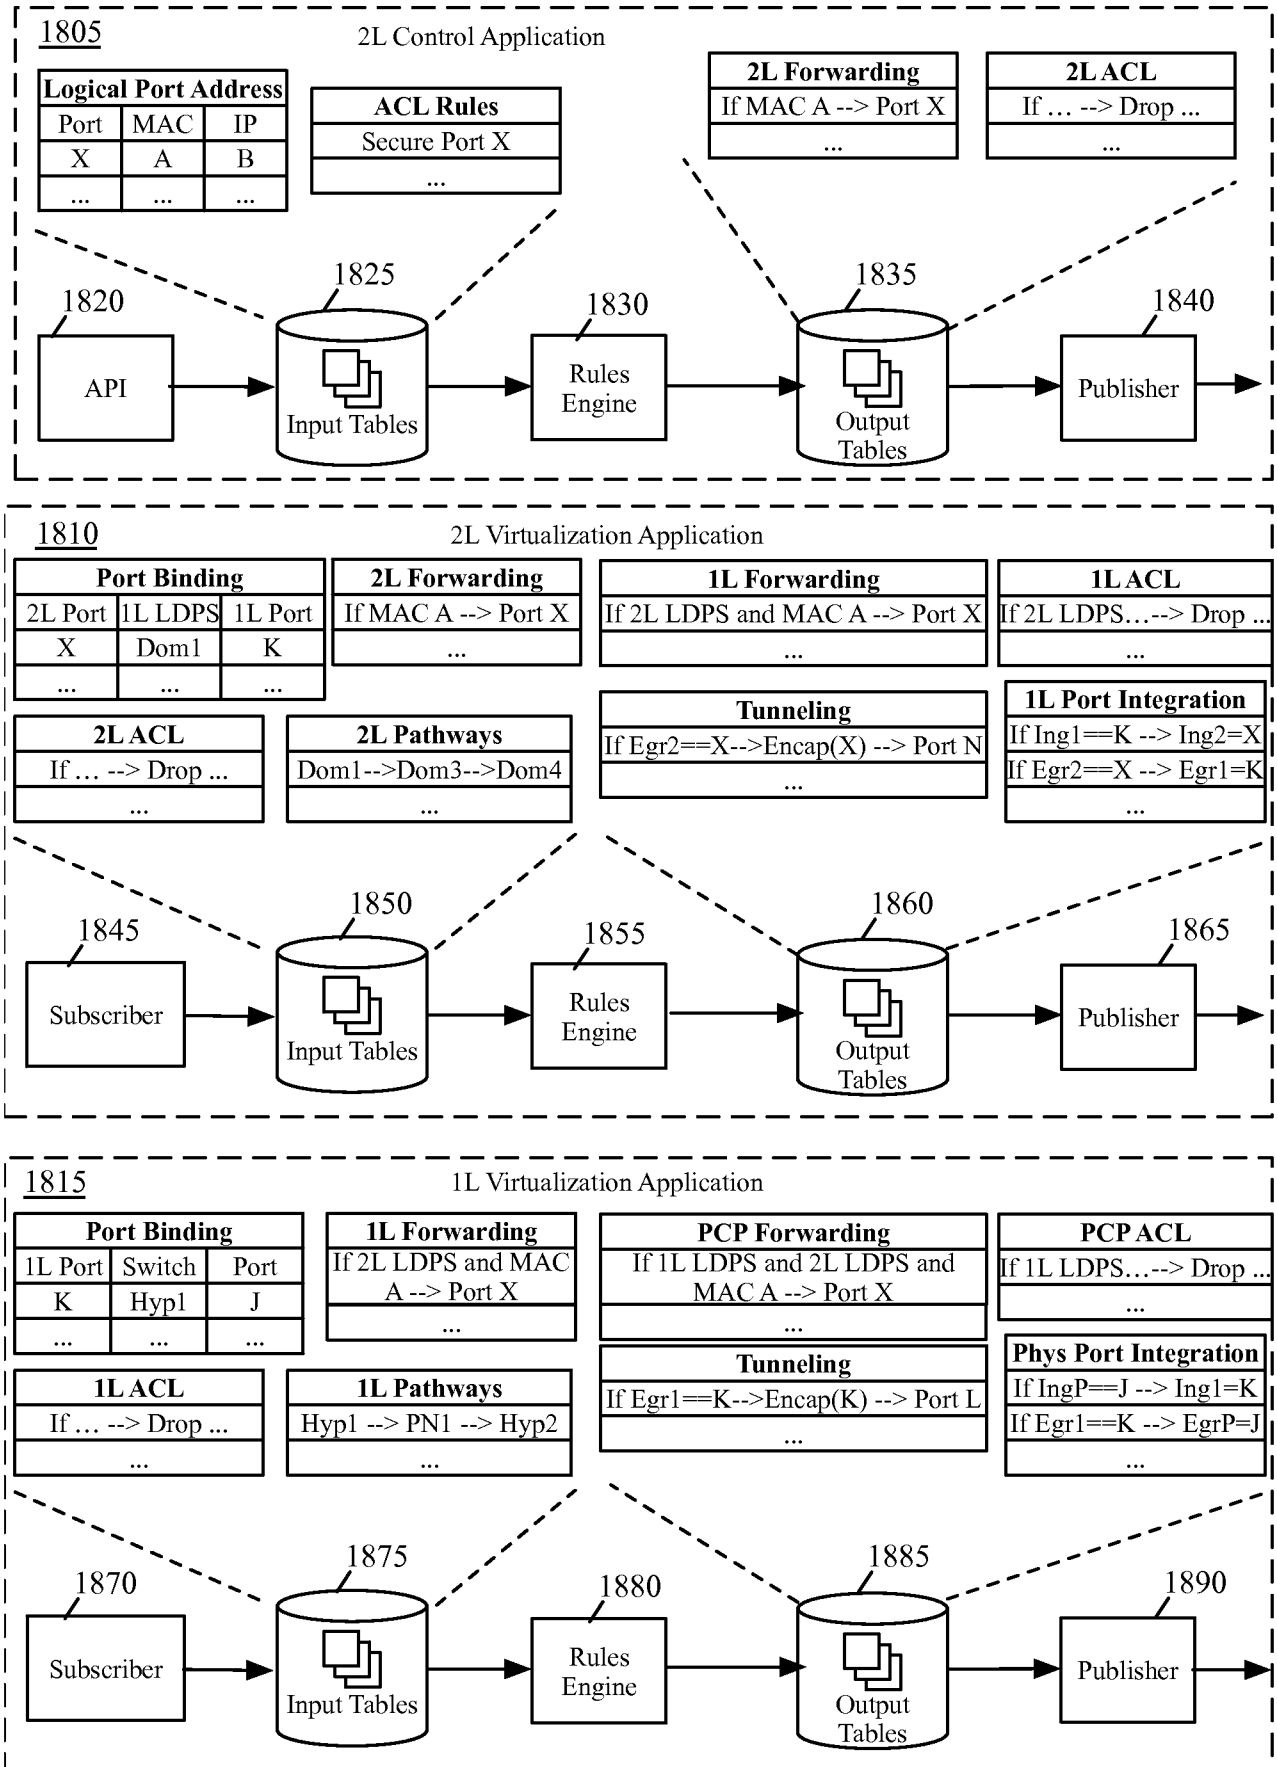 1805
2L Control Application
Logical Port Address
Port MAC IP
X A B
... ... ...
ACL Rules
Secure Port X
...
2L Forwarding
If MAC A --> Port X
...
2L ACL
If ... --> Drop ...
...
1820
API
1825
Input Tables
1830
Rules
Engine
1835
Output
Tables
1840
Publisher
1810
2L Virtualization Application
Port Binding
2L Port 1L LDPS 1L Port
X Dom1 K
... ... ...
2L Forwarding
If MAC A --> Port X
...
1L Forwarding
If 2L LDPS and MAC A --> Port X
...
1L ACL
If 2L LDPS...--> Drop ...
...
2L ACL
If ... --> Drop ...
...
2L Pathways
Dom1-->Dom3-->Dom4
...
Tunneling
If Egr2==X-->Encap(X) --> Port N
...
1L Port Integration
If Ing1==K --> Ing2=X
If Egr2==X --> Egr1=K
...
1845
Subscriber
1850
Input Tables
1855
Rules
Engine
1860
Output
Tables
1865
Publisher
1815
1L Virtualization Application
Port Binding
1L Port Switch Port
K Hyp1 J
... ... ...
1L Forwarding
If 2L LDPS and MAC
A --> Port X
...
PCP Forwarding
If 1L LDPS and 2L LDPS and
MAC A --> Port X
...
PCP ACL
If 1L LDPS...--> Drop ...
...
1L ACL
If ... --> Drop ...
...
1L Pathways
Hyp1 --> PN1 --> Hyp2
...
Tunneling
If Egr1==K-->Encap(K) --> Port L
...
Phys Port Integration
If IngP==J --> Ing1=K
If Egr1==K --> EgrP=J
...
1870
Subscriber
1875
Input Tables
1880
Rules
Engine
1885
Output
Tables
1890
Publisher